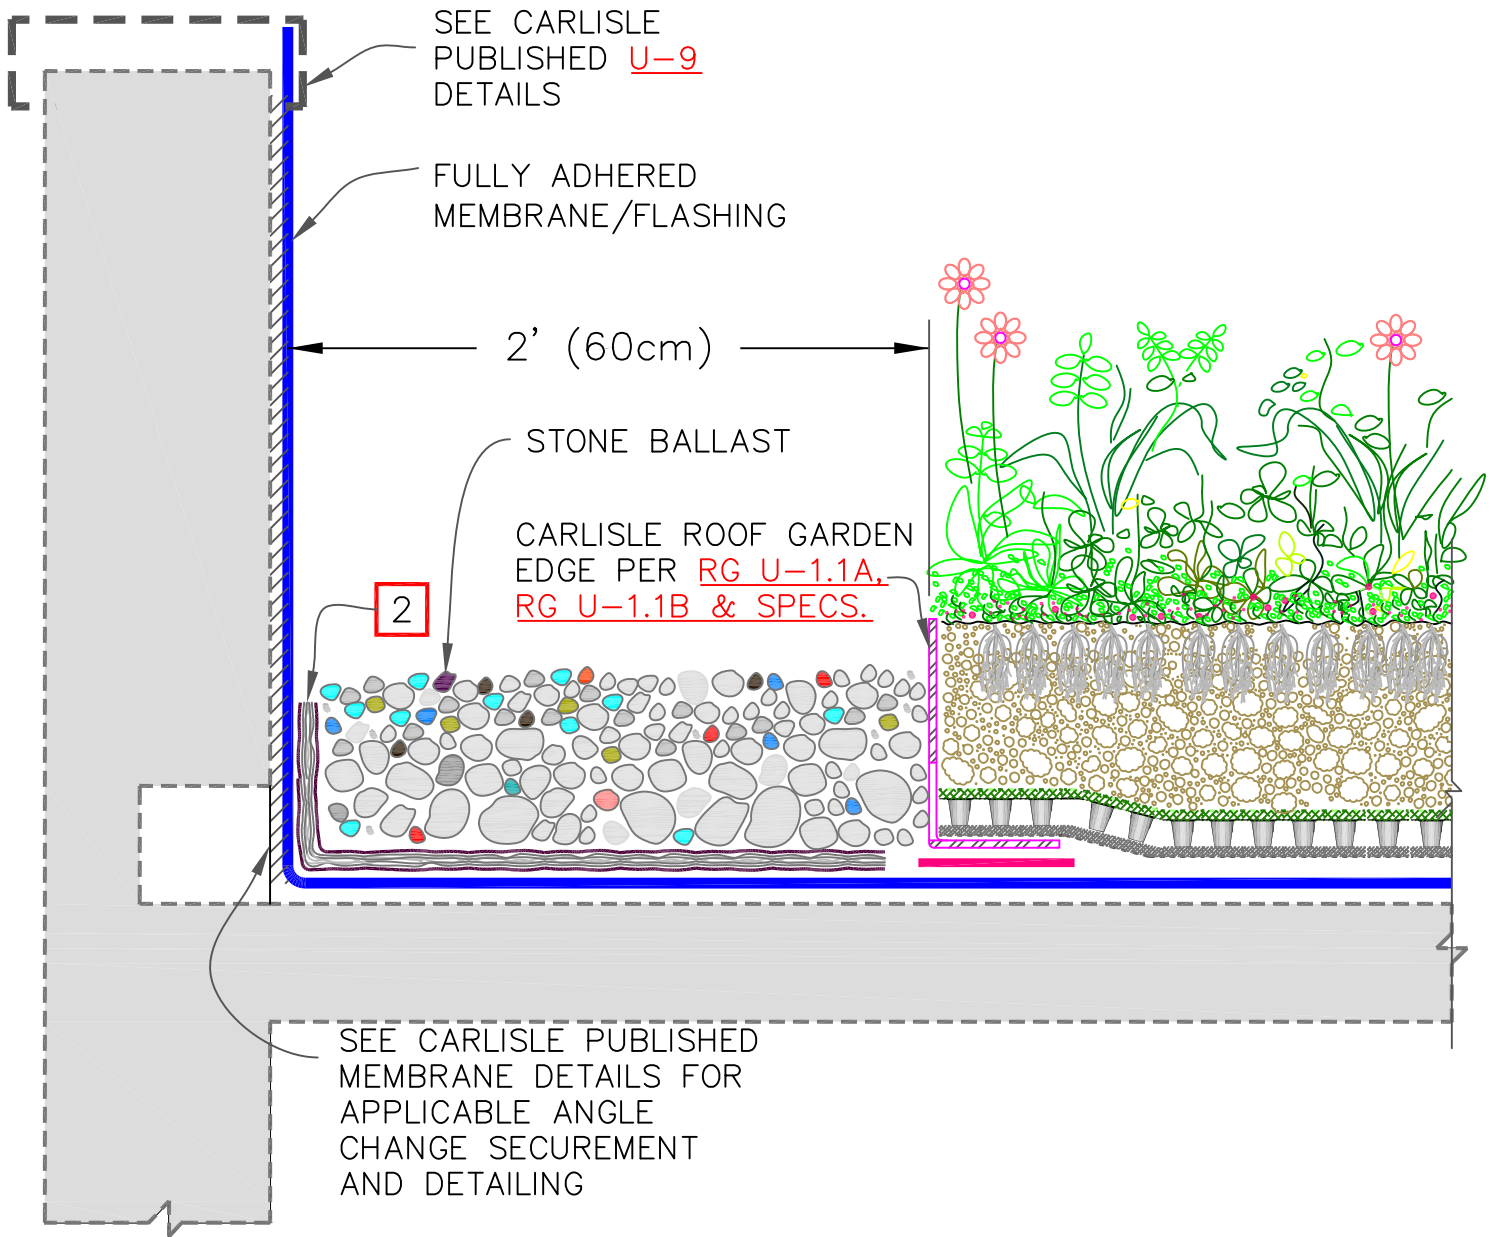 SEE CARLISLE
PUBLISHED U-9
DETAILS
FULLY ADHERED
MEMBRANE/FLASHING
2' (60cm)
STONE BALLAST
CARLISLE ROOF GARDEN
EDGE PER RG U-1.1A,
RG U-1.1B & SPECS.
2
SEE CARLISLE PUBLISHED
MEMBRANE DETAILS FOR
APPLICABLE ANGLE
CHANGE SECUREMENT
AND DETAILING